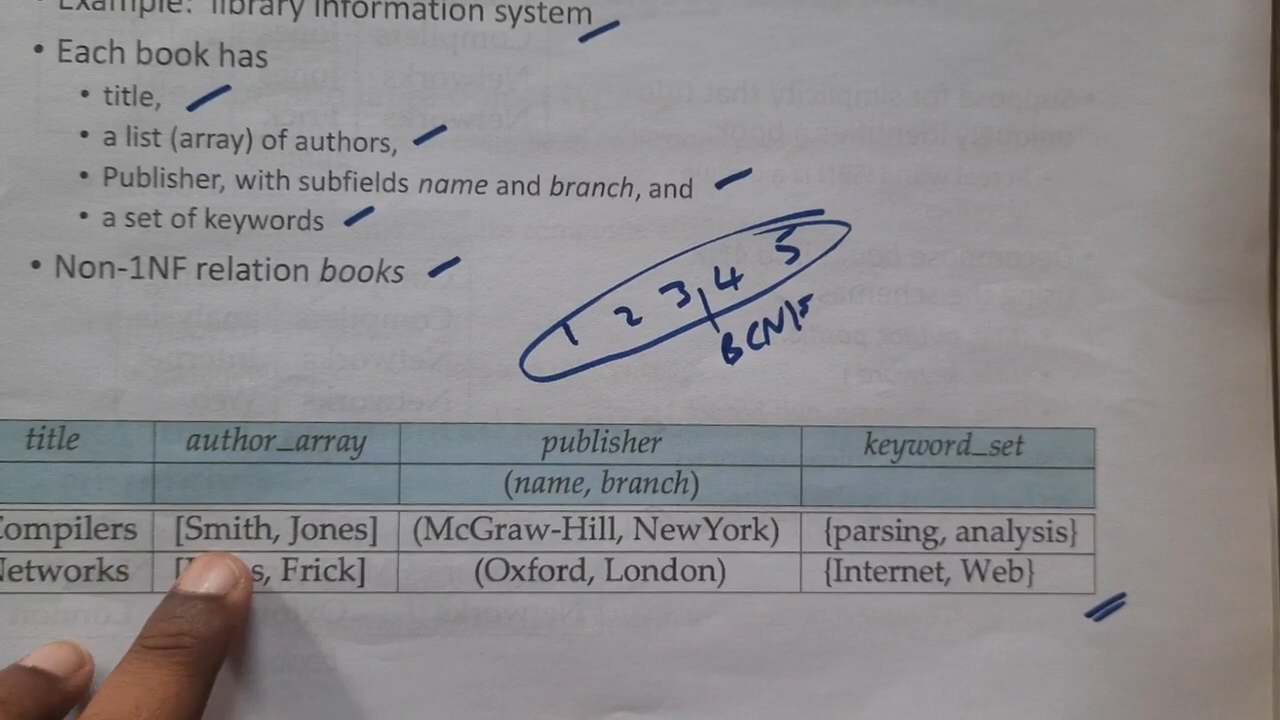 Example: library information system
• Each book has
• title,
• a list (array) of authors,
• Publisher, with subfields name and branch, and
• a set of keywords
• Non-1NF relation books
1 2 3 4 5
BCNF
title author_array publisher keyword_set
(name, branch)
Compilers [Smith, Jones] (McGraw-Hill, NewYork) {parsing, analysis}
Networks Frick] (Oxford, London) {Internet, Web}